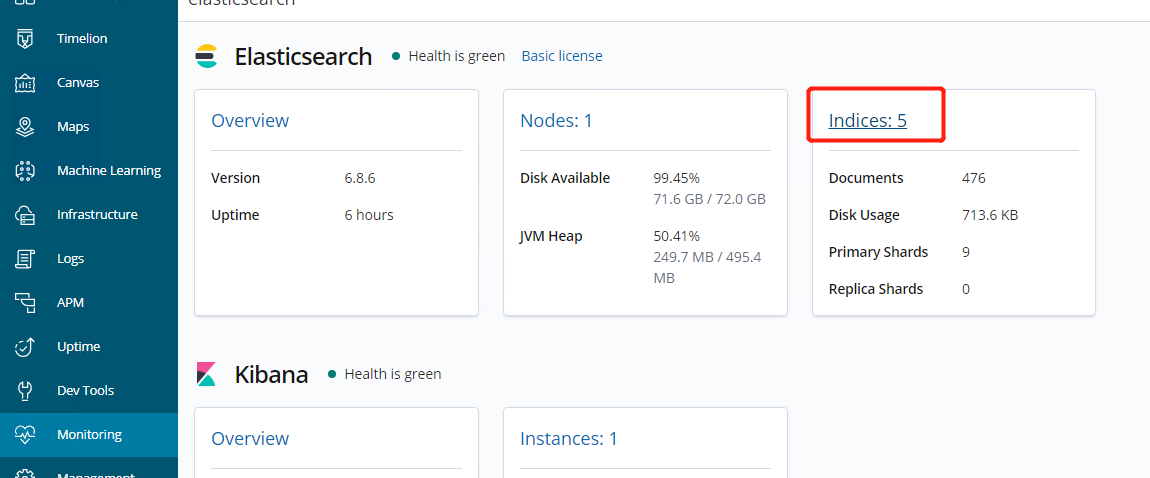 elasticsearch
Timelion
Canvas
Maps
Machine Learning
Infrastructure
Logs
APM
Uptime
Dev Tools
Monitoring
Management
Elasticsearch
Health is green
Basic license
Overview
Version 6.8.6
Uptime 6 hours
Nodes: 1
Disk Available 99.45%
71.6 GB / 72.0 GB
JVM Heap 50.41%
249.7 MB / 495.4
MB
Indices: 5
Documents 476
Disk Usage 713.6 KB
Primary Shards 9
Replica Shards 0
Kibana
Health is green
Overview
Instances: 1